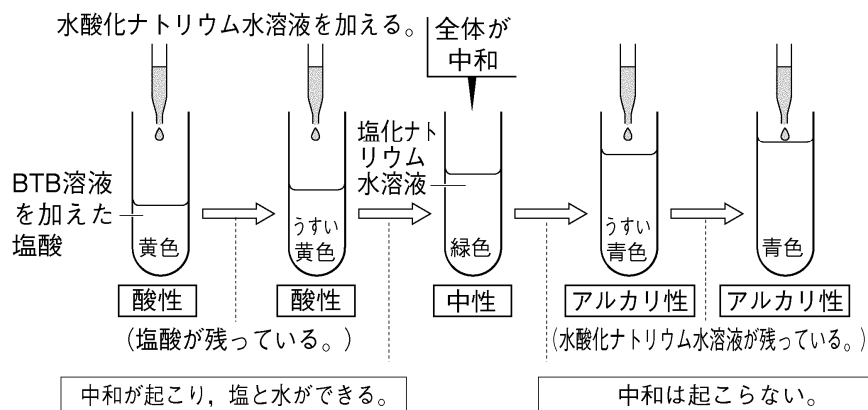 水酸化ナトリウム水溶液を加える。
全体が
中和
塩化ナト
リウム
水溶液
BTB溶液
を加えた
塩酸
黄色
うすい
黄色
緑色
うすい
青色
青色
酸性
酸性
中性
アルカリ性
アルカリ性
(塩酸が残っている。)
(水酸化ナトリウム水溶液が残っている。)
中和が起こり，塩と水ができる。
中和は起こらない。